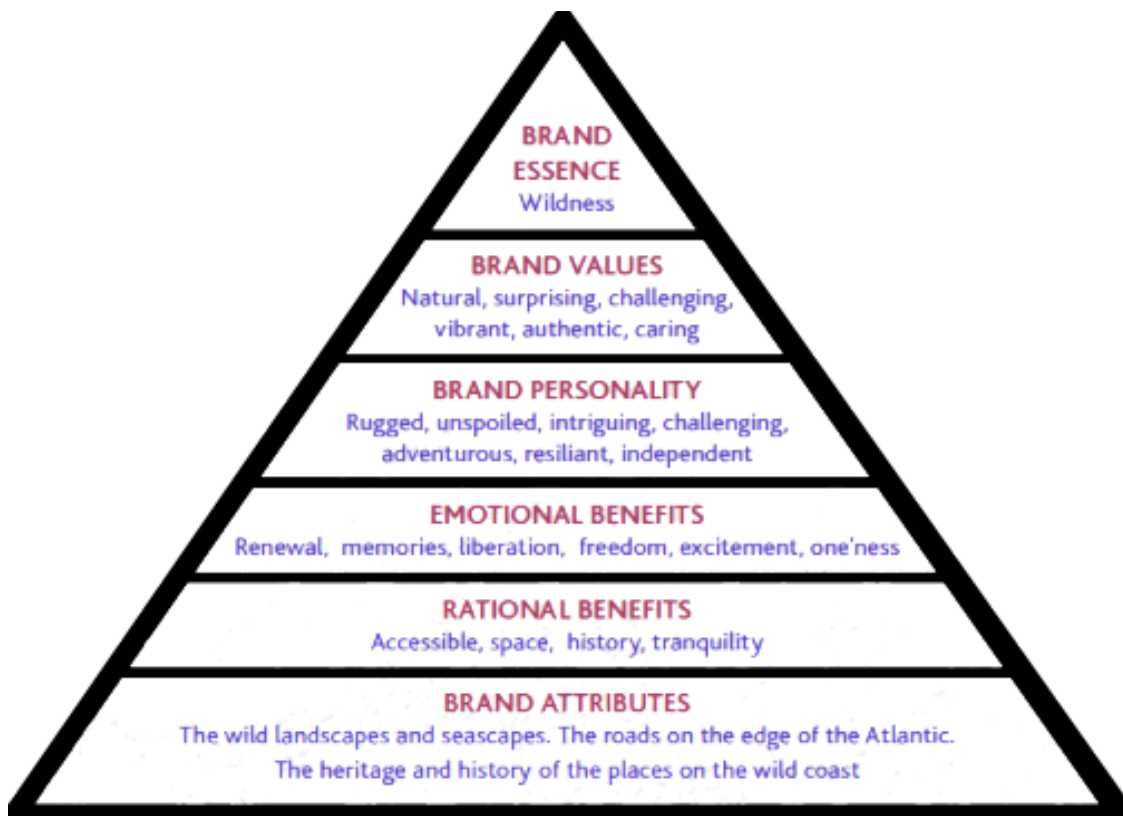 BRAND
ESSENCE
Wildness
BRAND VALUES
Natural, surprising, challenging,
vibrant, authentic, caring
BRAND PERSONALITY
Rugged, unspoiled, intriguing, challenging,
adventurous, resiliant, independent
EMOTIONAL BENEFITS
Renewal, memories, liberation, freedom, excitement, one'ness
RATIONAL BENEFITS
Accessible, space, history, tranquility
BRAND ATTRIBUTES
The wild landscapes and seascapes. The roads on the edge of the Atlantic.
The heritage and history of the places on the wild coast